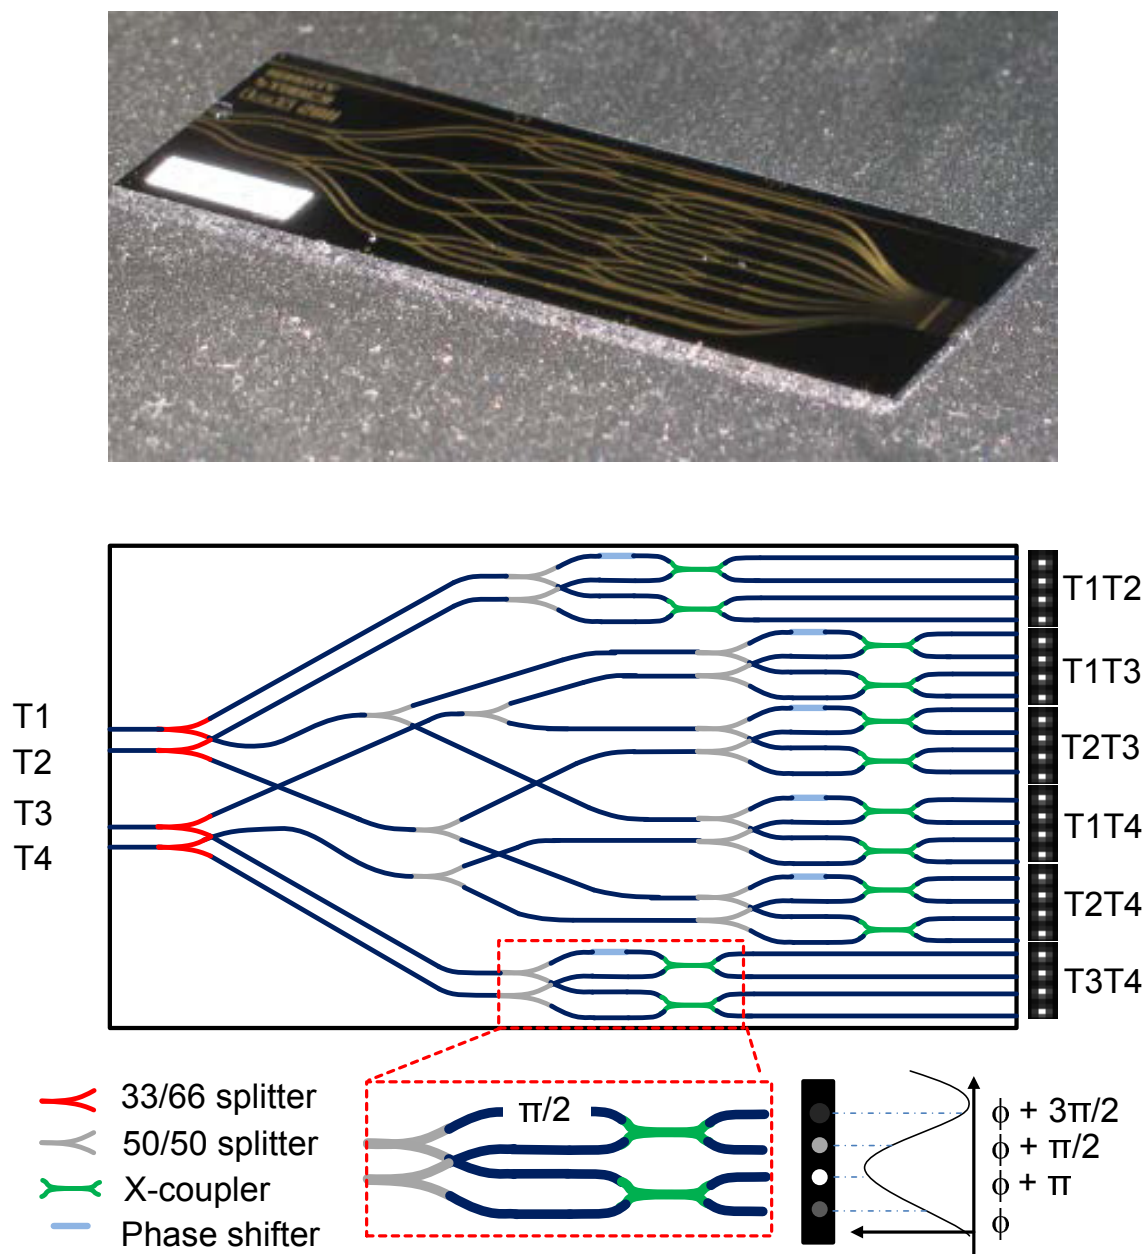 T1
T2
T3
T4
T1T2
T1T3
T2T3
T1T4
T2T4
T3T4
33/66 splitter
50/50 splitter
X-coupler
Phase shifter
π/2
ϕ + 3π/2
ϕ + π/2
ϕ + π
ϕ